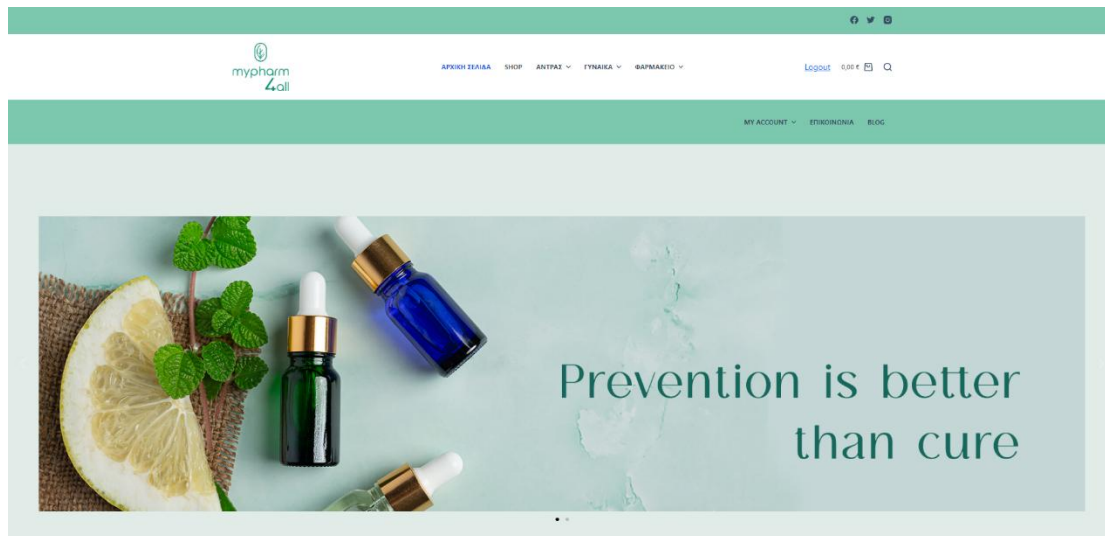 mypharm
4all
ΑΡΧΙΚΗ ΣΕΛΙΔΑ SHOP ΑΝΤΡΑΣ ΓΥΝΑΙΚΑ ΦΑΡΜΑΚΕΙΟ
Logout 0,00 €
MY ACCOUNT ΕΠΙΚΟΙΝΩΝΙΑ BLOG
Prevention is better
than cure